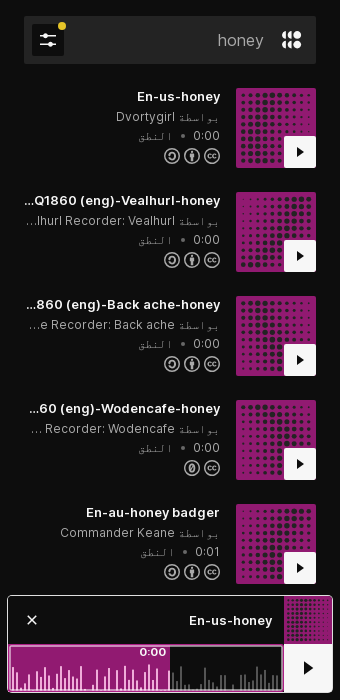 honey
En-us-honey
بواسطة Dvortygirl
0:00 • النطق
...Q1860 (eng)-Vealhurl-honey
بواسطة lhurl Recorder: Vealhurl...
0:00 • النطق
...860 (eng)-Back ache-honey
بواسطة e Recorder: Back ache...
0:00 • النطق
...60 (eng)-Wodencafe-honey
بواسطة Recorder: Wodencafe...
0:00 • النطق
En-au-honey badger
بواسطة Commander Keane
0:01 • النطق
En-us-honey
0:00